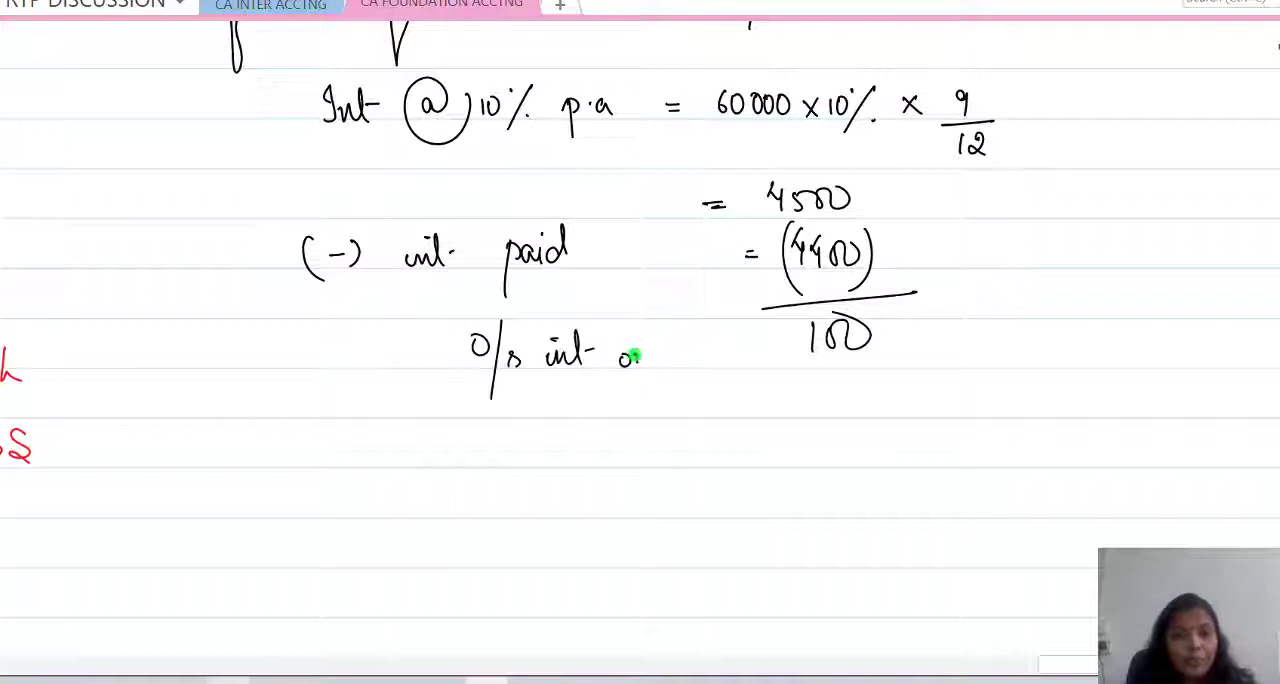 RTP DISCUSSION CA INTER ACCTNG CA FOUNDATION ACCTNG +
Int @ 10% p.a = 60000 x 10% x 9/12
= 4500
(-) int. paid = (4400)
100
O/s int o